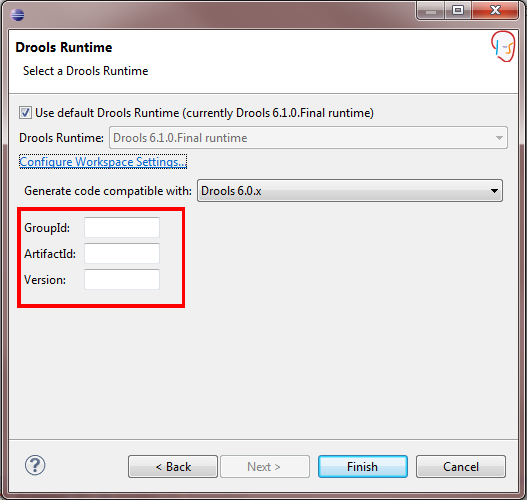 Drools Runtime
Select a Drools Runtime
Use default Drools Runtime (currently Drools 6.1.0.Final runtime)
Drools Runtime: Drools 6.1.0.Final runtime
Configure Workspace Settings...
Generate code compatible with: Drools 6.0.x
GroupId:
ArtifactId:
Version:
? < Back Next > Finish Cancel